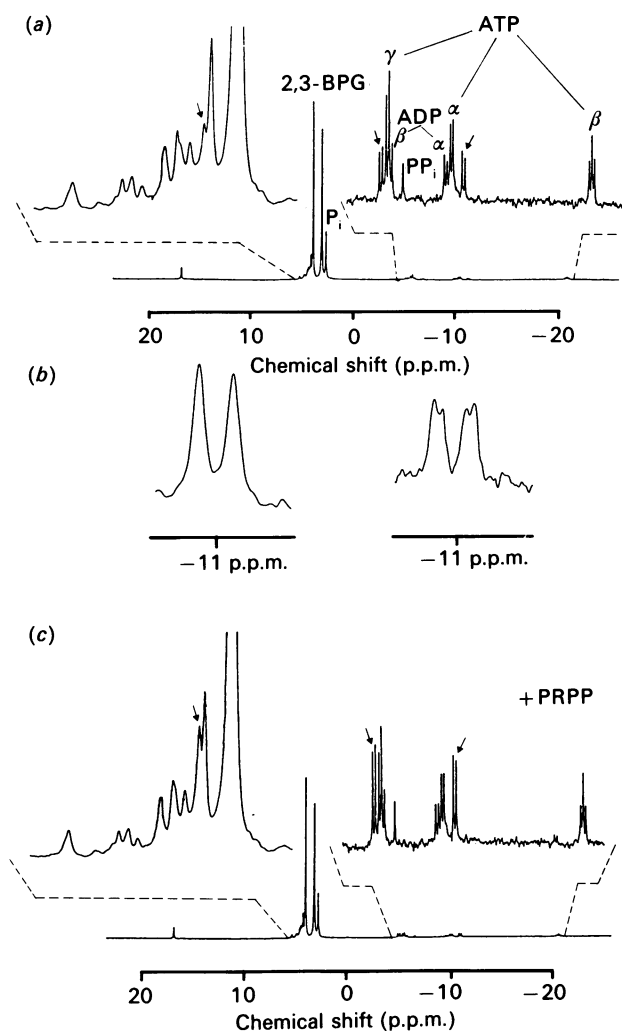 (a)
ATP
γ
2,3-BPG
ADP
β
α
α
β
PPi
Pi
20 10 0 −10 −20
Chemical shift (p.p.m.)
(b)
−11 p.p.m.
−11 p.p.m.
(c)
+ PRPP
20 10 0 −10 −20
Chemical shift (p.p.m.)